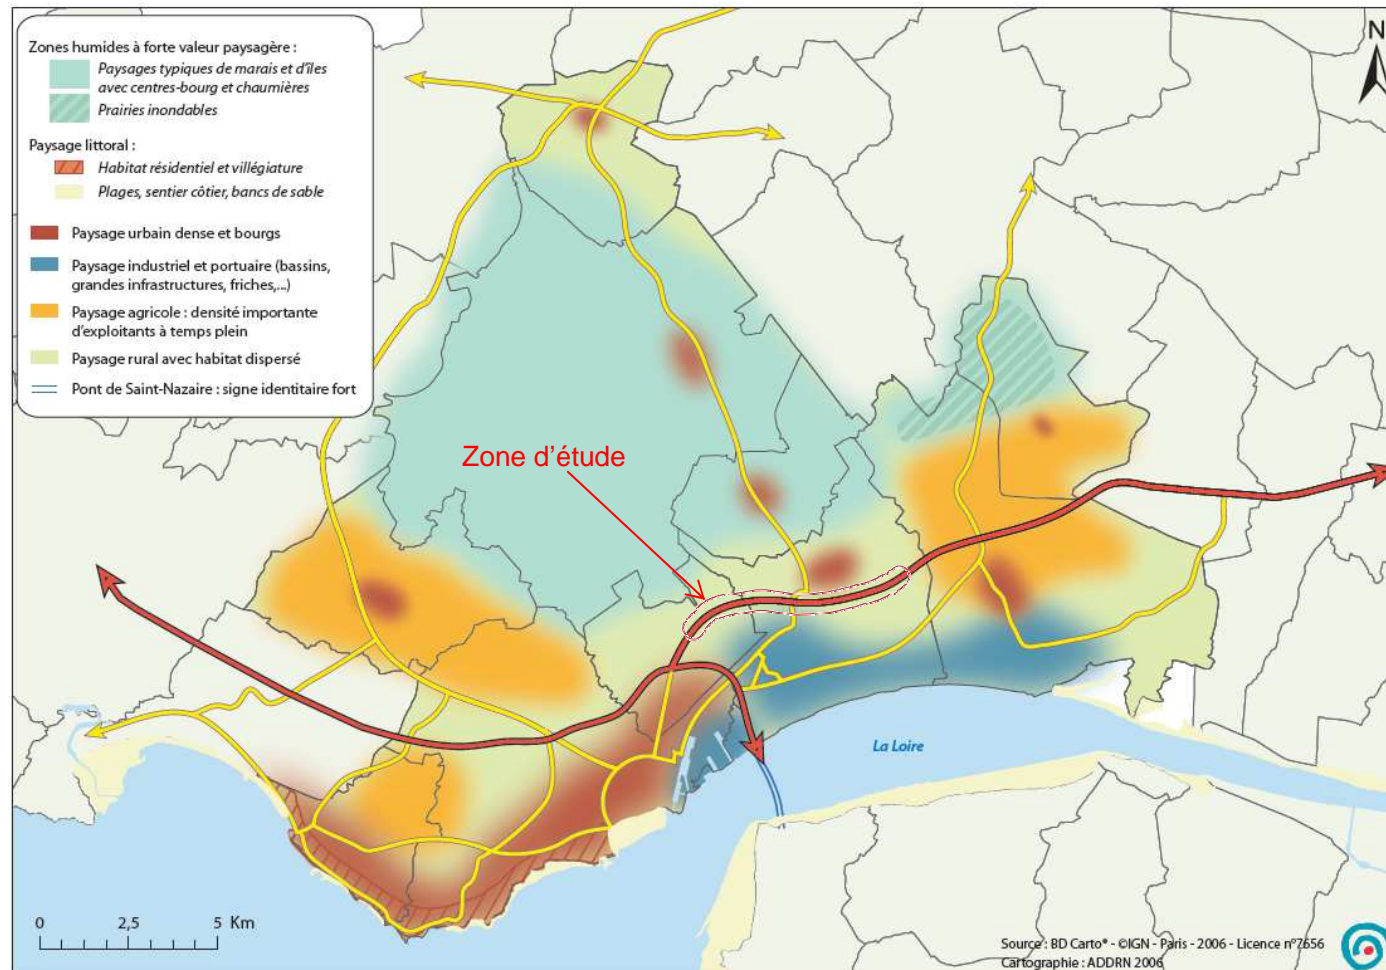 Zones humides à forte valeur paysagère :
Paysages typiques de marais et d'îles
avec centres-bourg et chaumières
Prairies inondables
Paysage littoral :
Habitat résidentiel et villégiature
Plages, sentier côtier, bancs de sable
Paysage urbain dense et bourgs
Paysage industriel et portuaire (bassins,
grandes infrastructures, friches,...)
Paysage agricole : densité importante
d'exploitants à temps plein
Paysage rural avec habitat dispersé
Pont de Saint-Nazaire : signe identitaire fort
N
Zone d'étude
La Loire
0 2,5 5 Km
Source : BD Carto® - ©IGN - Paris - 2006 - Licence n°7656
Cartographie : ADDRN 2006